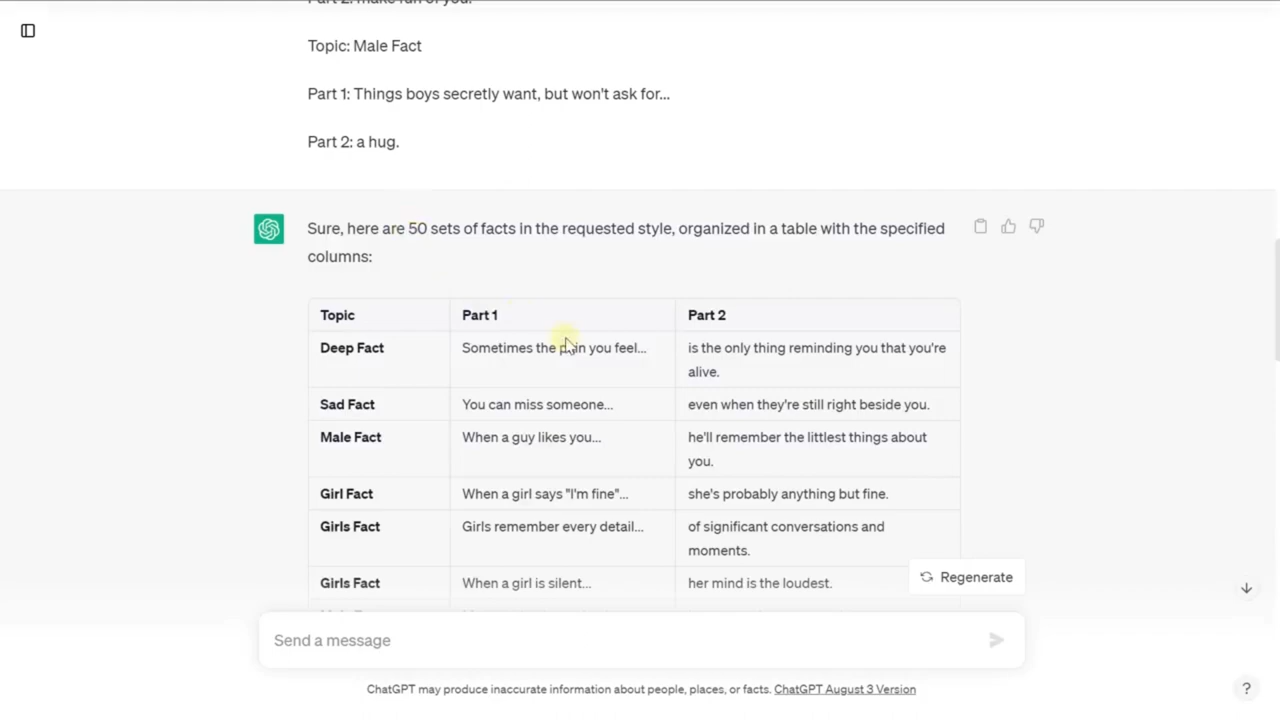 Topic: Male Fact
Part 1: Things boys secretly want, but won't ask for...
Part 2: a hug.
Sure, here are 50 sets of facts in the requested style, organized in a table with the specified
columns:
Topic Part 1 Part 2
Deep Fact Sometimes the pain you feel... is the only thing reminding you that you're
alive.
Sad Fact You can miss someone... even when they're still right beside you.
Male Fact When a guy likes you... he'll remember the littlest things about
you.
Girl Fact When a girl says "I'm fine"... she's probably anything but fine.
Girls Fact Girls remember every detail... of significant conversations and
moments.
Girls Fact When a girl is silent... her mind is the loudest.
Regenerate
Send a message
ChatGPT may produce inaccurate information about people, places, or facts. ChatGPT August 3 Version
?